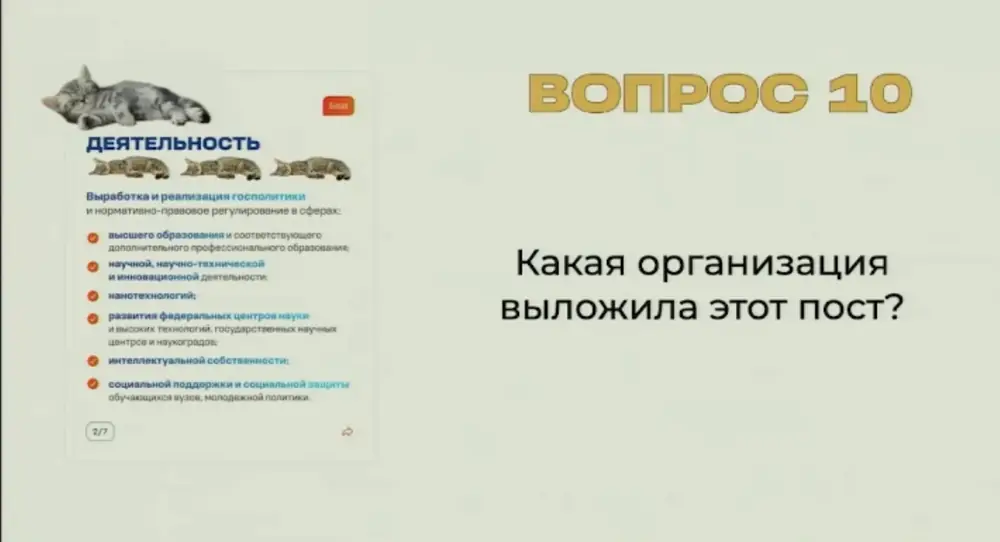 ВОПРОС 10
ДЕЯТЕЛЬНОСТЬ
Выработка и реализация госполитики
и нормативно-правовое регулирование в сферах:
высшего образования и соответствующего
дополнительного профессионального образования;
научной, научно-технической
и инновационной деятельности;
нанотехнологий;
развития федеральных центров науки
и высоких технологий, государственных научных
центров и наукоградов;
интеллектуальной собственности;
социальной поддержки и социальной защиты
обучающихся вузов, молодежной политики.
2/7
Какая организация
выложила этот пост?